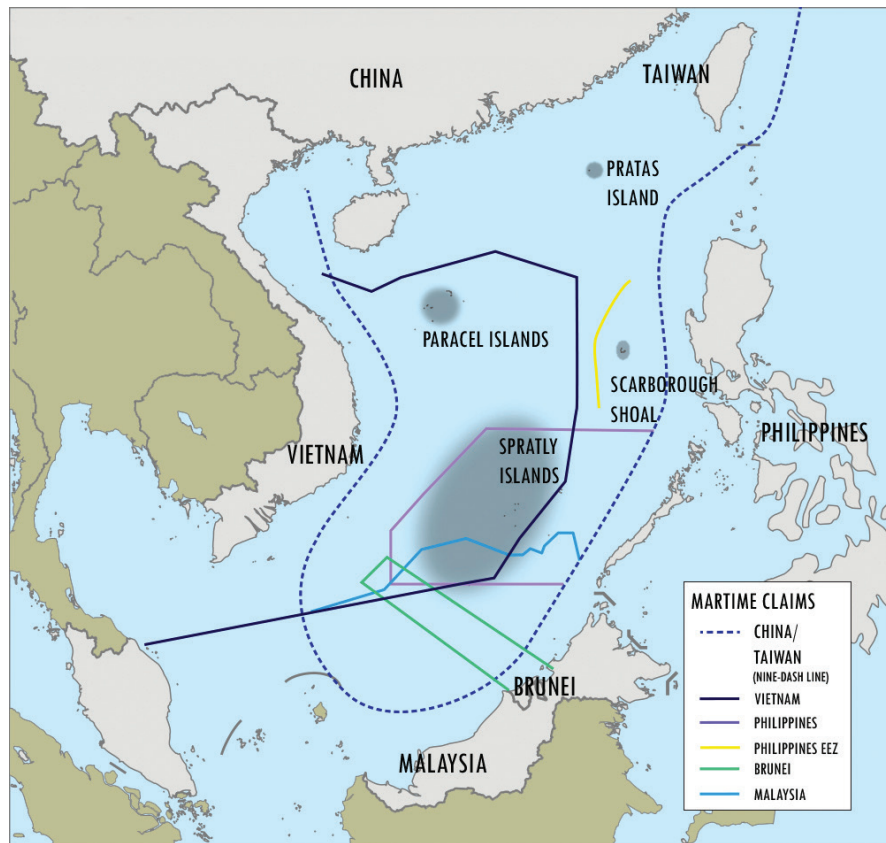 CHINA
TAIWAN
PRATAS
ISLAND
PARACEL ISLANDS
SCARBOROUGH
SHOAL
SPRATLY
ISLANDS
VIETNAM
PHILIPPINES
BRUNEI
MALAYSIA
MARTIME CLAIMS
CHINA/
TAIWAN
(NINE-DASH LINE)
VIETNAM
PHILIPPINES
PHILIPPINES EEZ
BRUNEI
MALAYSIA